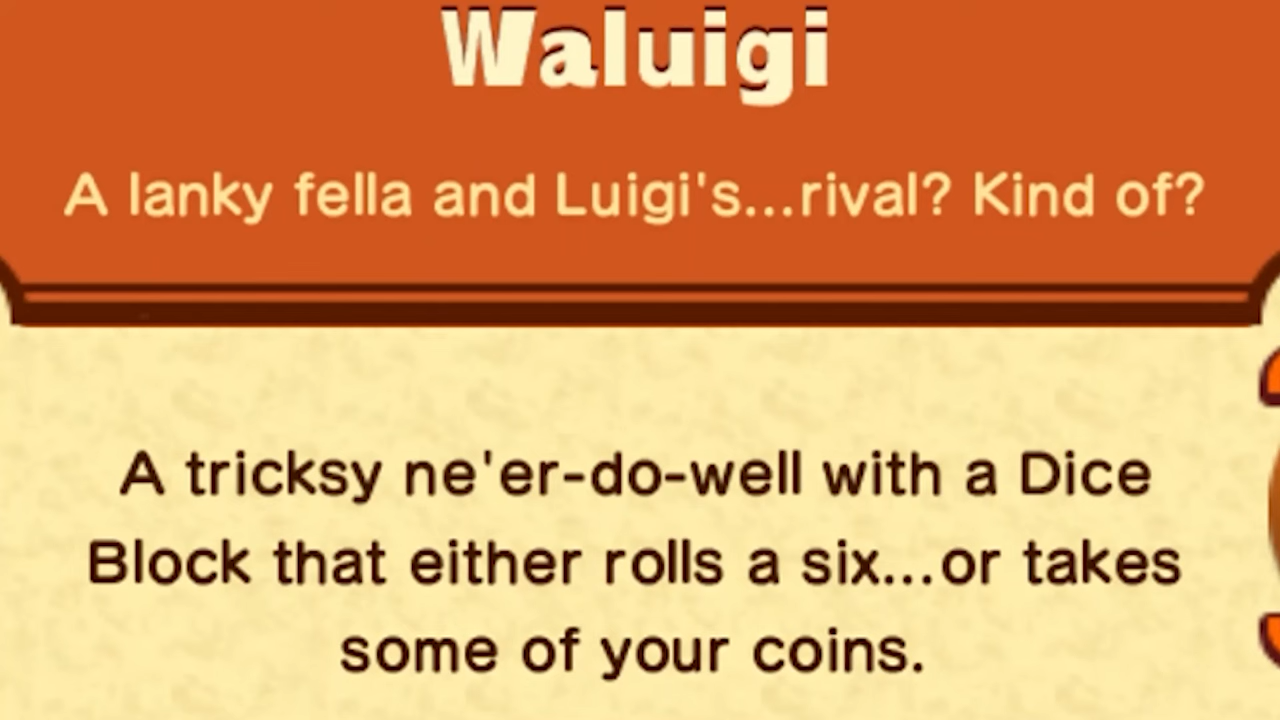 Waluigi
A lanky fella and Luigi's...rival? Kind of?
A tricksy ne'er-do-well with a Dice
Block that either rolls a six...or takes
some of your coins.